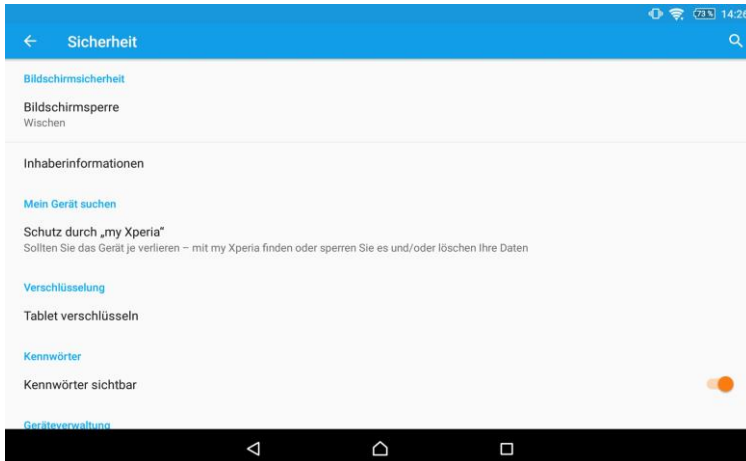 73 % 14:26
Sicherheit
Bildschirmsicherheit
Bildschirmsperre
Wischen
Inhaberinformationen
Mein Gerät suchen
Schutz durch „my Xperia“
Sollten Sie das Gerät je verlieren – mit my Xperia finden oder sperren Sie es und/oder löschen Ihre Daten
Verschlüsselung
Tablet verschlüsseln
Kennwörter
Kennwörter sichtbar
Geräteverwaltung